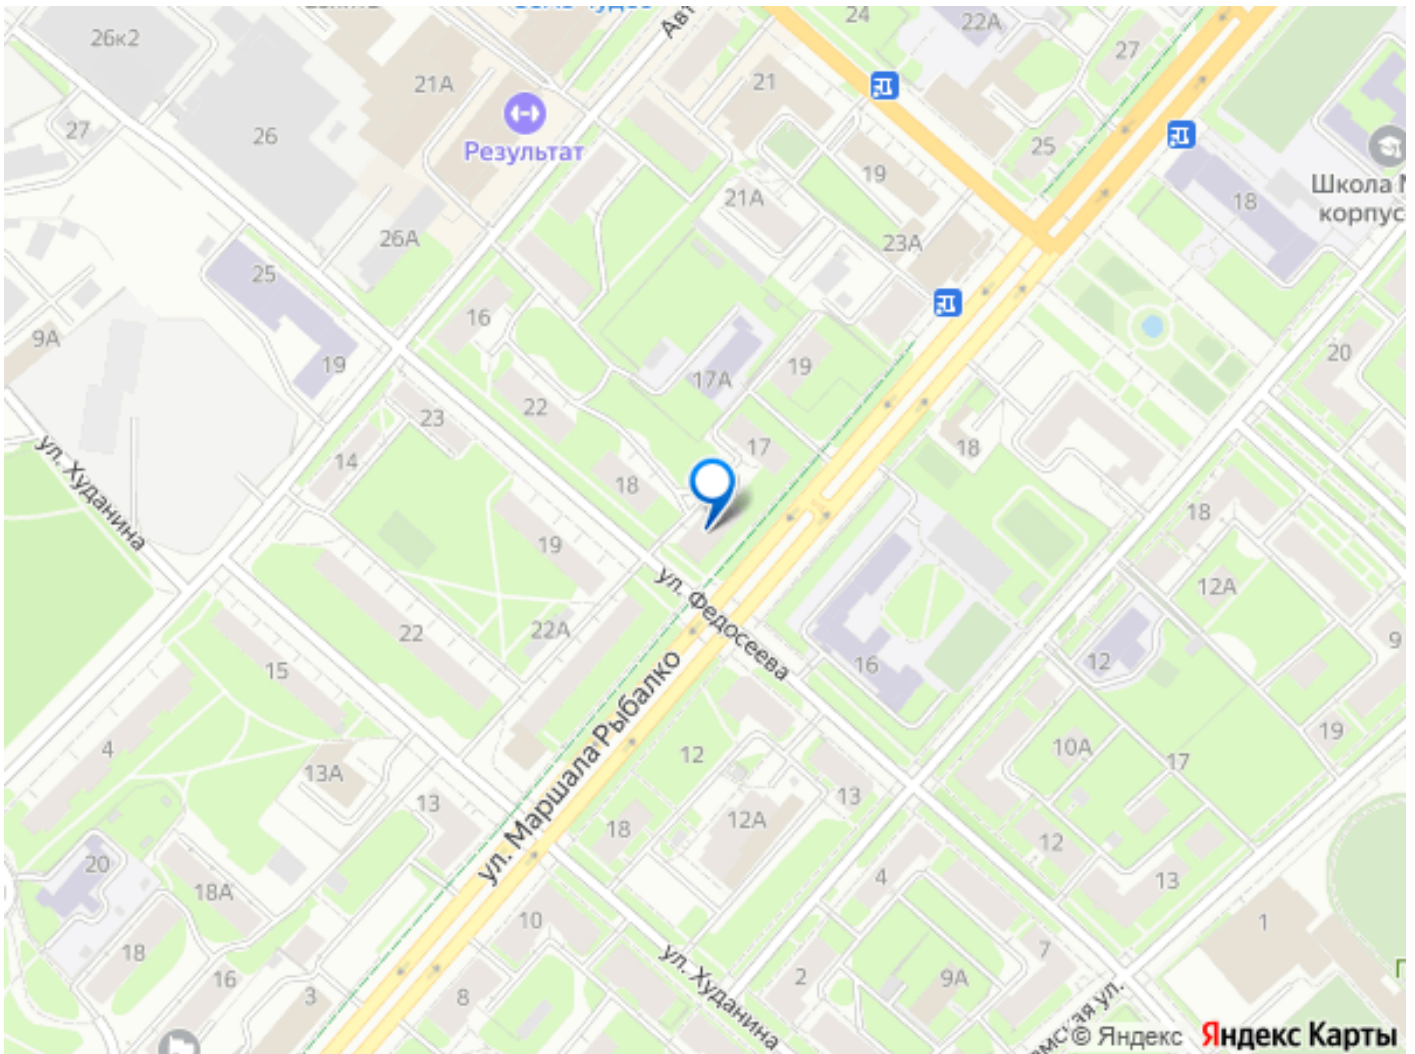 26к2
24
22А
27
21А
21
Результат
26
27
25
19
Школа
корпус
18
21А
23А
26А
25
16
9А
19
17А
19
20
22
23
17
18
14
18
ул. Худанина
18
19
12А
ул. Федосеева
22
22А
9
16
12
15
ул. Маршала Рыбалко
19
10А
17
4
12
13А
13
13
18
12А
12
20
18А
4
13
10
1
18
7
16
ул. Худанина
2
9А
3
8
© Яндекс Яндекс Карты